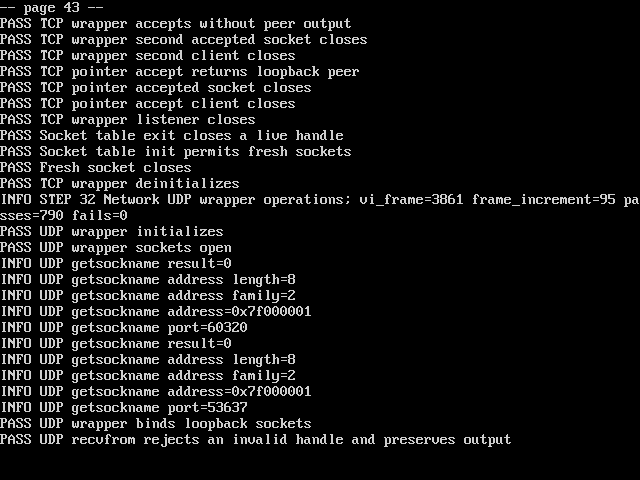 -- page 43 --
PASS TCP wrapper accepts without peer output
PASS TCP wrapper second accepted socket closes
PASS TCP wrapper second client closes
PASS TCP pointer accept returns loopback peer
PASS TCP pointer accepted socket closes
PASS TCP pointer accept client closes
PASS TCP wrapper listener closes
PASS Socket table exit closes a live handle
PASS Socket table init permits fresh sockets
PASS Fresh socket closes
PASS TCP wrapper deinitializes
INFO STEP 32 Network UDP wrapper operations; vi_frame=3861 frame_increment=95 pa
sses=790 fails=0
PASS UDP wrapper initializes
PASS UDP wrapper sockets open
INFO UDP getsockname result=0
INFO UDP getsockname address length=8
INFO UDP getsockname address family=2
INFO UDP getsockname address=0x7f000001
INFO UDP getsockname port=60320
INFO UDP getsockname result=0
INFO UDP getsockname address length=8
INFO UDP getsockname address family=2
INFO UDP getsockname address=0x7f000001
INFO UDP getsockname port=53637
PASS UDP wrapper binds loopback sockets
PASS UDP recvfrom rejects an invalid handle and preserves output